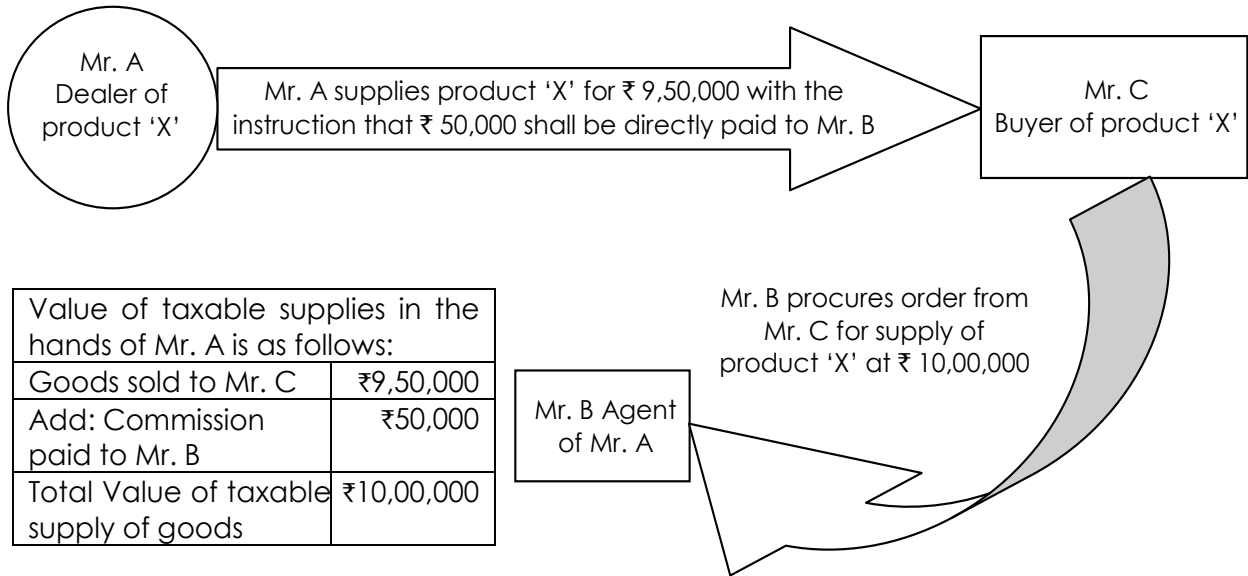 Mr. A
Dealer of
product ‘X’
Mr. A supplies product ‘X’ for ₹ 9,50,000 with the
instruction that ₹ 50,000 shall be directly paid to Mr. B
Mr. C
Buyer of product ‘X’
Value of taxable supplies in the
hands of Mr. A is as follows:
Goods sold to Mr. C ₹9,50,000
Add: Commission ₹50,000
paid to Mr. B
Total Value of taxable ₹10,00,000
supply of goods
Mr. B Agent
of Mr. A
Mr. B procures order from
Mr. C for supply of
product ‘X’ at ₹ 10,00,000